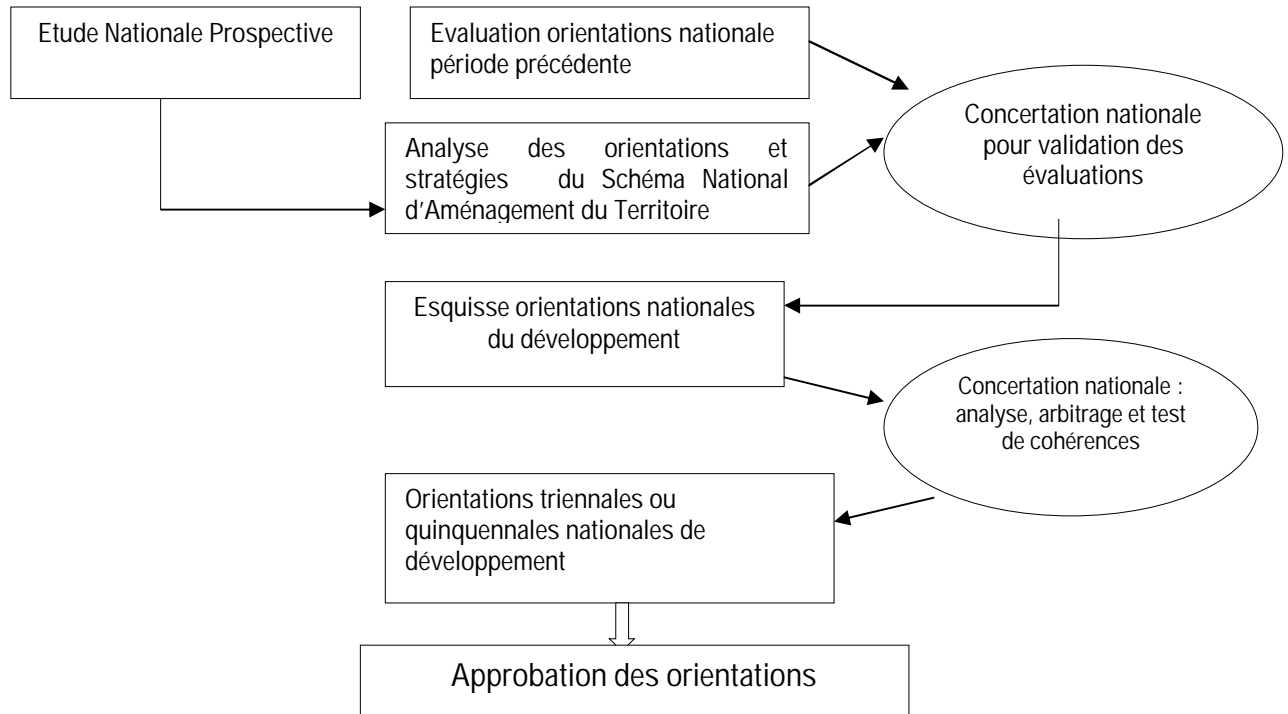 Etude Nationale Prospective
Evaluation orientations nationale
période précédente
Concertation nationale
pour validation des
évaluations
Analyse des orientations et
stratégies du Schéma National
d'Aménagement du Territoire
Esquisse orientations nationales
du développement
Concertation nationale :
analyse, arbitrage et test
de cohérences
Orientations triennales ou
quinquennales nationales de
développement
Approbation des orientations